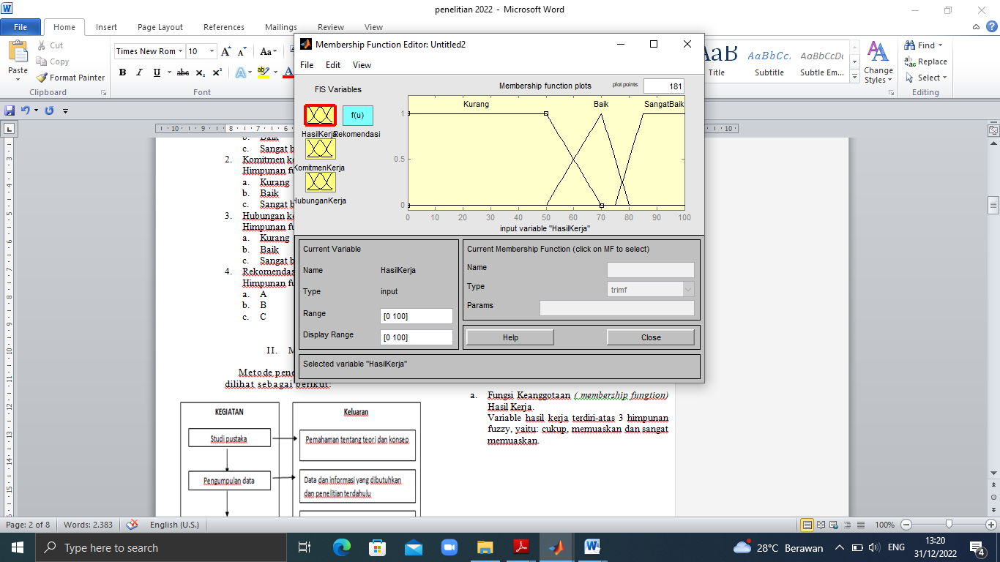 penelitian 2022 - Microsoft Word
File Home Insert Page Layout References Mailings Review View
Paste
Cut
Copy
Format Painter
Clipboard
Times New Rom 10
Font
Title
Subtitle
Subtle Em...
Change Styles
Find
Replace
Select
Editing
Membership Function Editor: Untitled2
File Edit View
FIS Variables
f(u)
HasilKerja
Rekomendasi
KomitmenKerja
HubunganKerja
Membership function plots
plot points:
181
Kurang Baik SangatBaik
1
0.5
0
0 10 20 30 40 50 60 70 80 90 100
input variable "HasilKerja"
Current Variable
Name HasilKerja
Type input
Range [0 100]
Display Range [0 100]
Current Membership Function (click on MF to select)
Name
Type trimf
Params
Help Close
Selected variable "HasilKerja"
b. Baik
c. Sangat b
2. Komitmen ke
Himpunan fu
a. Kurang
b. Baik
c. Sangat b
3. Hubungan ke
Himpunan fu
a. Kurang
b. Baik
c. Sangat b
4. Rekomendas
Himpunan fu
a. A
b. B
c. C
II. M
Metode pene
dilihat sebagai berikut:
KEGIATAN
Studi pustaka
Pengumpulan data
Keluaran
Pemahaman tentang teori dan konsep
Data dan informasi yang dibutuhkan
dan penelitian terdahulu
a. Fungsi Keanggotaan ( membership fungtion)
Hasil Kerja.
Variable hasil kerja terdiri-atas 3 himpunan
fuzzy, yaitu: cukup, memuaskan dan sangat
memuaskan.
Page: 2 of 8 Words: 2.383 English (U.S.) 100%
Type here to search
28°C Berawan
ENG
13:20
31/12/2022
4